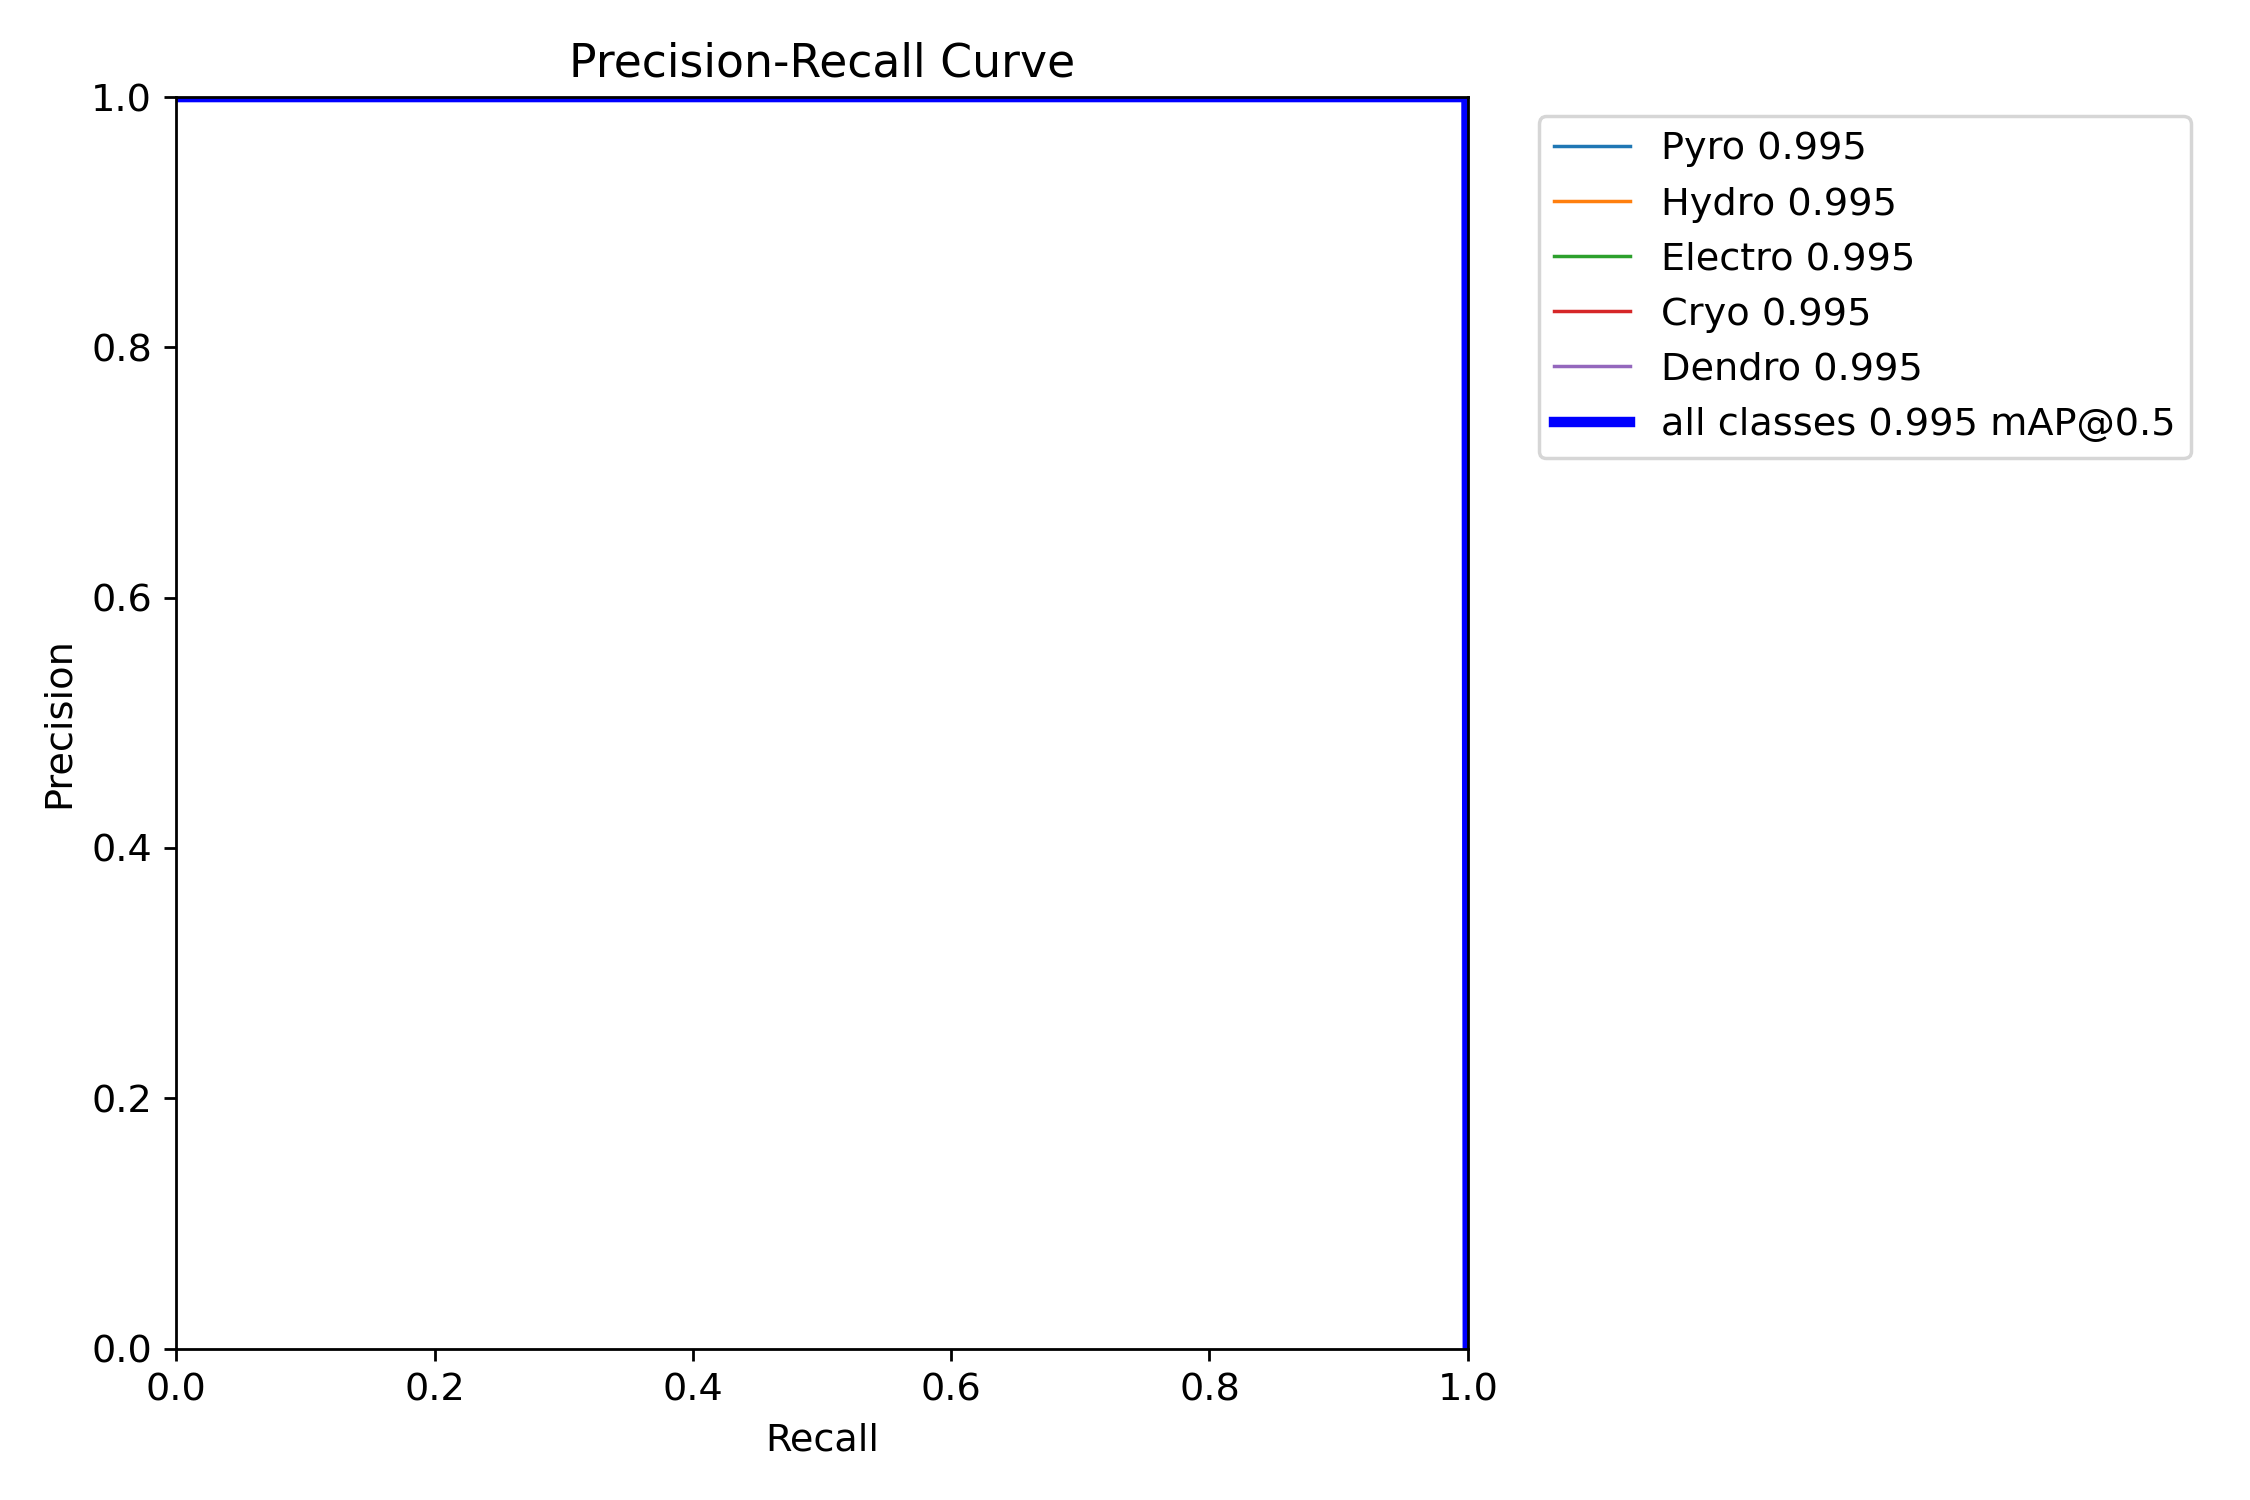 Precision-Recall Curve
1.0
0.8
0.6
0.4
0.2
0.0
Precision
0.0 0.2 0.4 0.6 0.8 1.0
Recall
Pyro 0.995
Hydro 0.995
Electro 0.995
Cryo 0.995
Dendro 0.995
all classes 0.995 mAP@0.5